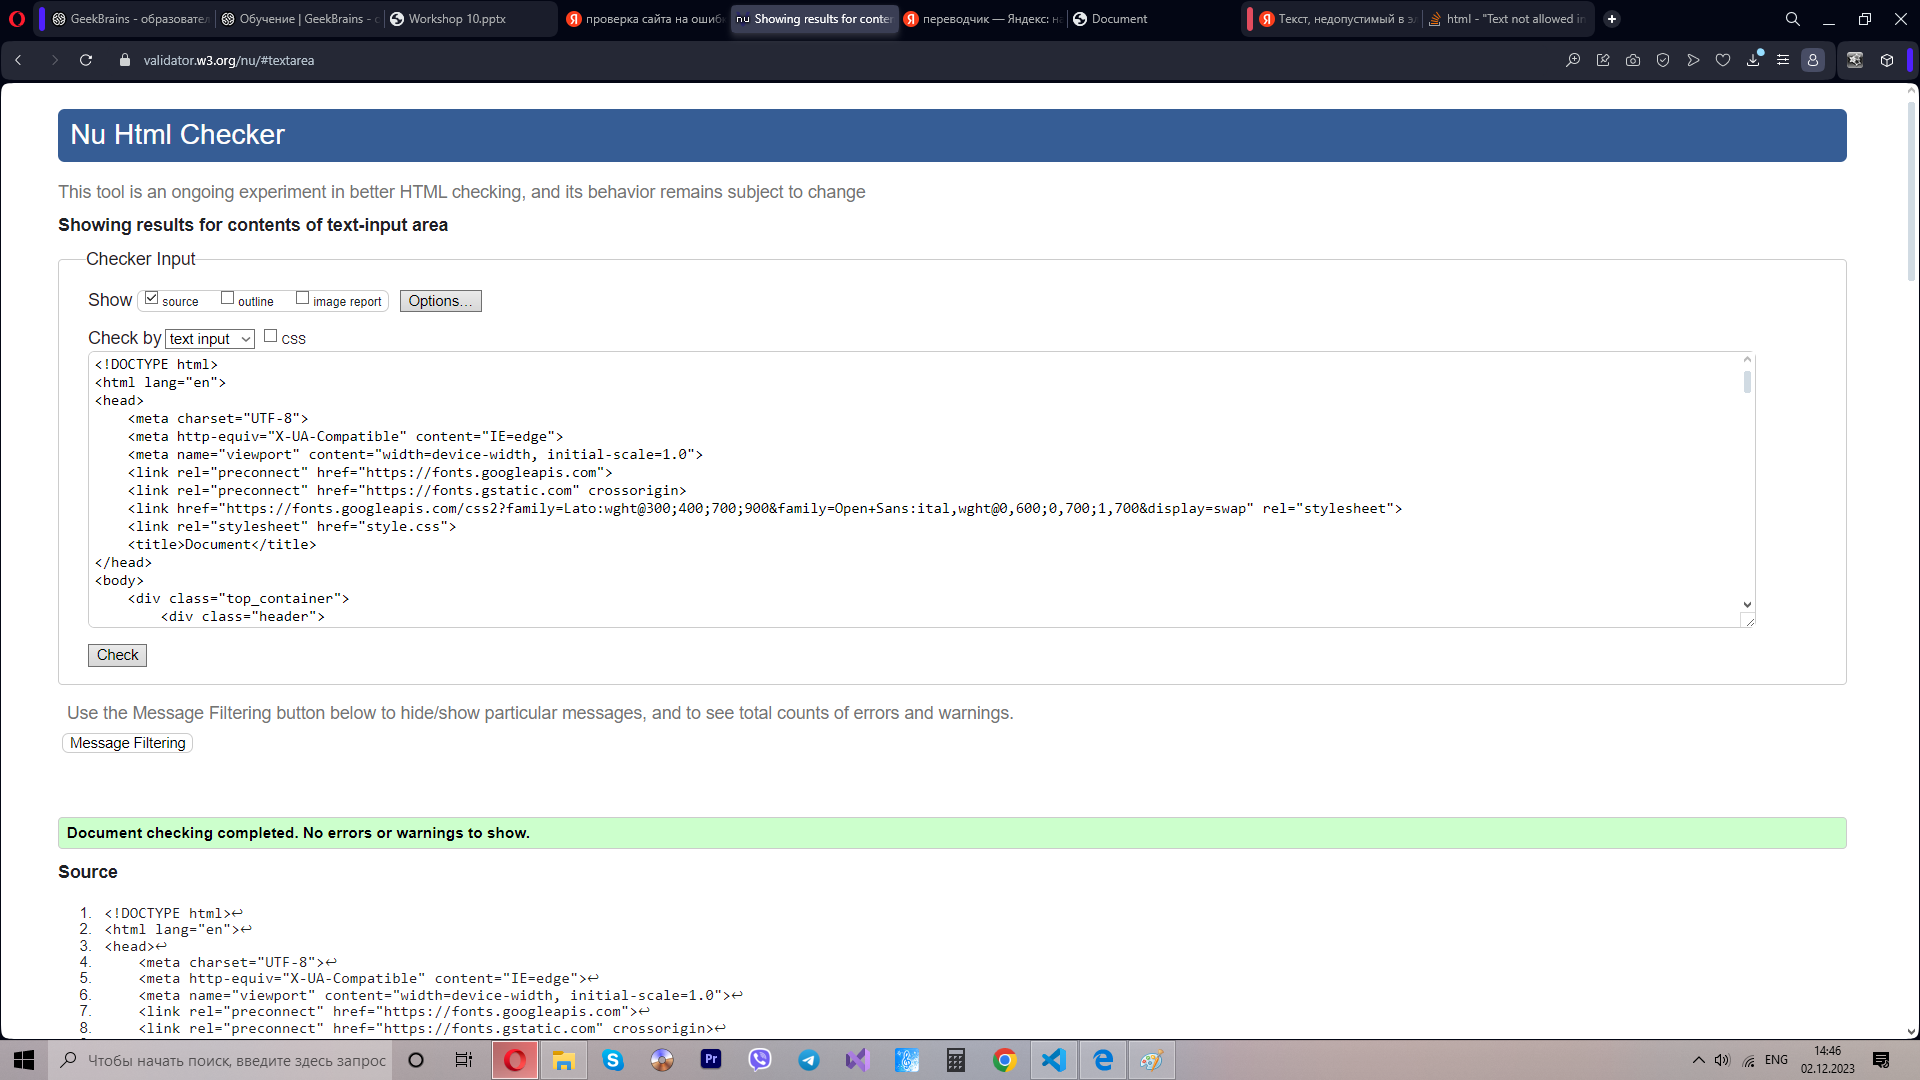 GeekBrains - образовател
Обучение | GeekBrains -
Workshop 10.pptx
проверка сайта на ошибк
nu Showing results for conter
переводчик — Яндекс: н
Document
Текст, недопустимый в эл
html - "Text not allowed in
validator.w3.org/nu/#textarea
Nu Html Checker
This tool is an ongoing experiment in better HTML checking, and its behavior remains subject to change
Showing results for contents of text-input area
Checker Input
Show source outline image report Options...
Check by text input CSS
<!DOCTYPE html>
<html lang="en">
<head>
<meta charset="UTF-8">
<meta http-equiv="X-UA-Compatible" content="IE=edge">
<meta name="viewport" content="width=device-width, initial-scale=1.0">
<link rel="preconnect" href="https://fonts.googleapis.com">
<link rel="preconnect" href="https://fonts.gstatic.com" crossorigin>
<link href="https://fonts.googleapis.com/css2?family=Lato:wght@300;400;700;900&family=Open+Sans:ital,wght@0,600;0,700;1,700&display=swap" rel="stylesheet">
<link rel="stylesheet" href="style.css">
<title>Document</title>
</head>
<body>
<div class="top_container">
<div class="header">
Check
Use the Message Filtering button below to hide/show particular messages, and to see total counts of errors and warnings.
Message Filtering
Document checking completed. No errors or warnings to show.
Source
1. <!DOCTYPE html>↩
2. <html lang="en">↩
3. <head>↩
4. <meta charset="UTF-8">↩
5. <meta http-equiv="X-UA-Compatible" content="IE=edge">↩
6. <meta name="viewport" content="width=device-width, initial-scale=1.0">↩
7. <link rel="preconnect" href="https://fonts.googleapis.com">↩
8. <link rel="preconnect" href="https://fonts.gstatic.com" crossorigin>↩
Чтобы начать поиск, введите здесь запрос
Pr
ENG
14:46
02.12.2023